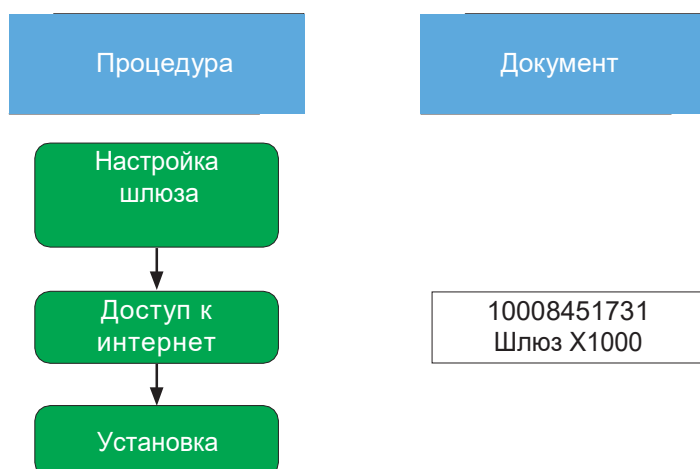 Процедура
Документ
Настройка
шлюза
Доступ к
интернет
10008451731
Шлюз X1000
Установка